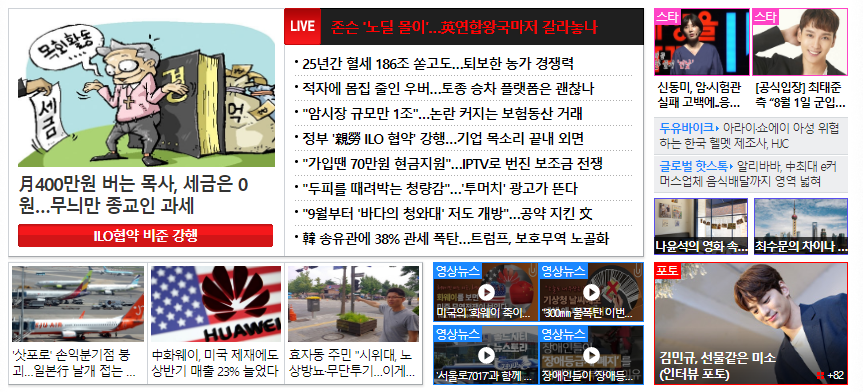 목회활동
세금
경
헌
억
月400만원 버는 목사, 세금은 0
원...무늬만 종교인 과세
ILO협약 비준 강행
LIVE 존슨 '노딜 몰이'...英연합왕국마저 갈라놓나
25년간 혈세 186조 쏟고도...퇴보한 농가 경쟁력
적자에 몸집 줄인 우버...토종 승차 플랫폼은 괜찮나
"암시장 규모만 1조"...논란 커지는 보험동산 거래
정부 '親勞 ILO 협약' 강행...기업 목소리 끝내 외면
"가입땐 70만원 현금지원"...IPTV로 번진 보조금 전쟁
"두피를 때려박는 청량감"...'투머치' 광고가 뜬다
"9월부터 '바다의 청와대' 저도 개방"...공약 지킨 文
韓 송유관에 38% 관세 폭탄...트럼프, 보호무역 노골화
스타
신동미, 암·시험관
실패 고백에..응...
스타
[공식입장] 최태준
측 "8월 1일 군입...
두유바이크 아라이·쇼에이 아성 위협
하는 한국 헬멧 제조사, HJC
글로벌 핫스톡 알리바바, 中최대 e커
머스업체 음식배달까지 영역 넓혀
나윤석의 영화 속...
최수문의 차이나 ...
JEJU AIR
'삿포로' 손익분기점 붕
괴...일본行 날개 접는 ...
HUAWEI
中화웨이, 미국 제재에도
상반기 매출 23% 늘었다
효자동 주민 "시위대, 노
상방뇨·무단투기...이게...
영상뉴스
미국의 '화웨이 죽이...
영상뉴스
기상청
"300㎜ 물폭탄 이번...
영상뉴스
'서울로7017'과 함께 ...
영상뉴스
장애인들이 '장애등...
포토
김민규, 선물같은 미소
(인터뷰 포토)
+82